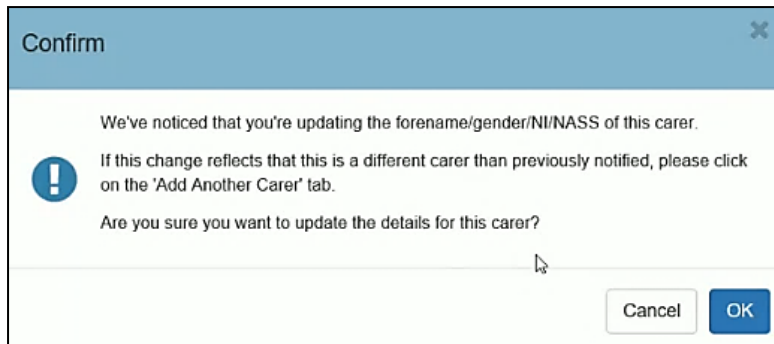 Confirm
We've noticed that you're updating the forename/gender/NI/NASS of this carer.
If this change reflects that this is a different carer than previously notified, please click
on the 'Add Another Carer' tab.
Are you sure you want to update the details for this carer?
Cancel
OK